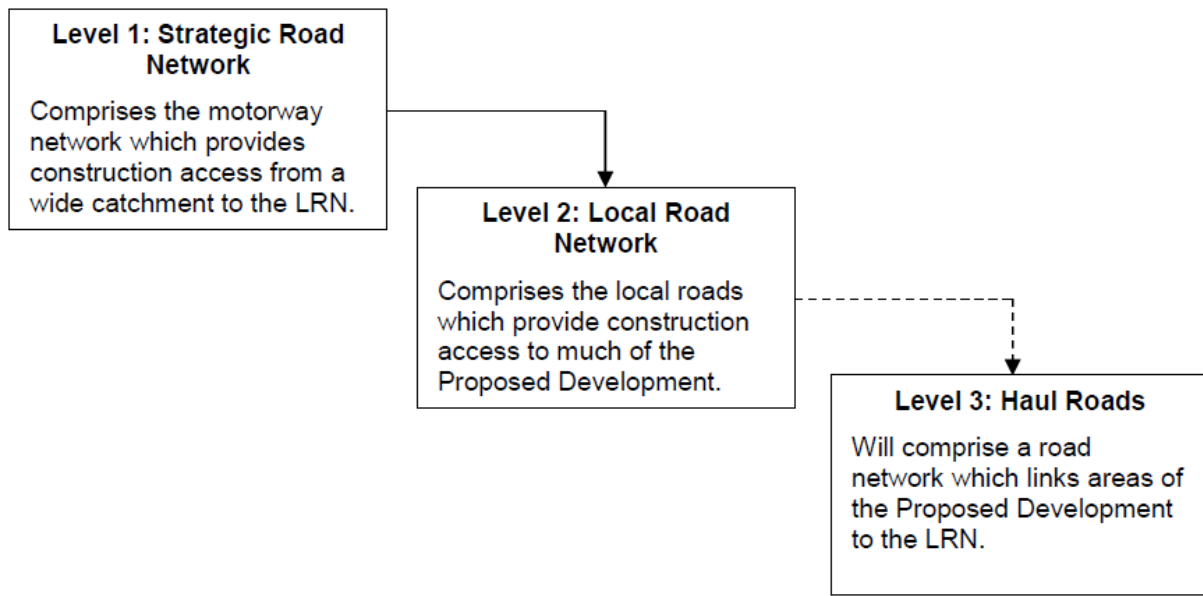 Level 1: Strategic Road
Network
Comprises the motorway
network which provides
construction access from a
wide catchment to the LRN.
Level 2: Local Road
Network
Comprises the local roads
which provide construction
access to much of the
Proposed Development.
Level 3: Haul Roads
Will comprise a road
network which links areas of
the Proposed Development
to the LRN.